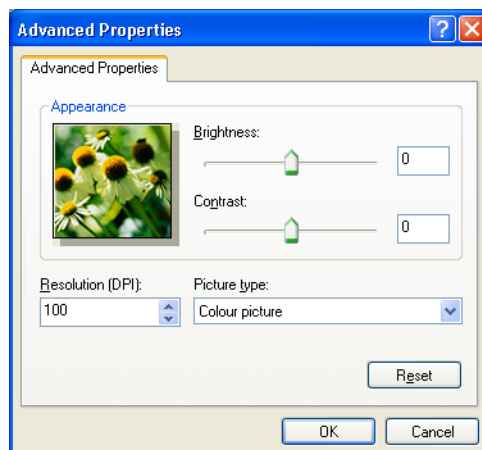 Advanced Properties
Advanced Properties
Appearance
Brightness:
0
Contrast:
0
Resolution (DPI):
Picture type:
100
Colour picture
Reset
OK
Cancel